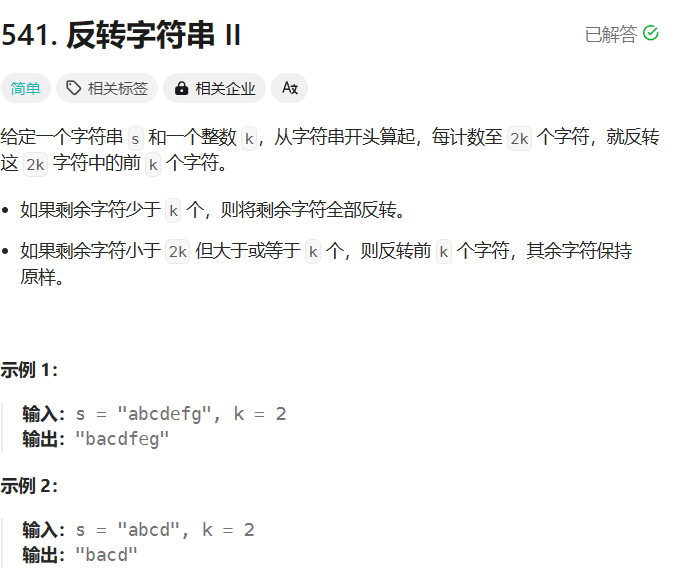 541. 反转字符串 II
已解答
简单
相关标签
相关企业
给定一个字符串 s 和一个整数 k，从字符串开头算起，每计数至 2k 个字符，就反转
这 2k 字符中的前 k 个字符。
如果剩余字符少于 k 个，则将剩余字符全部反转。
如果剩余字符小于 2k 但大于或等于 k 个，则反转前 k 个字符，其余字符保持
原样。
示例 1：
输入：s = "abcdefg", k = 2
输出："bacdfeg"
示例 2：
输入：s = "abcd", k = 2
输出："bacd"